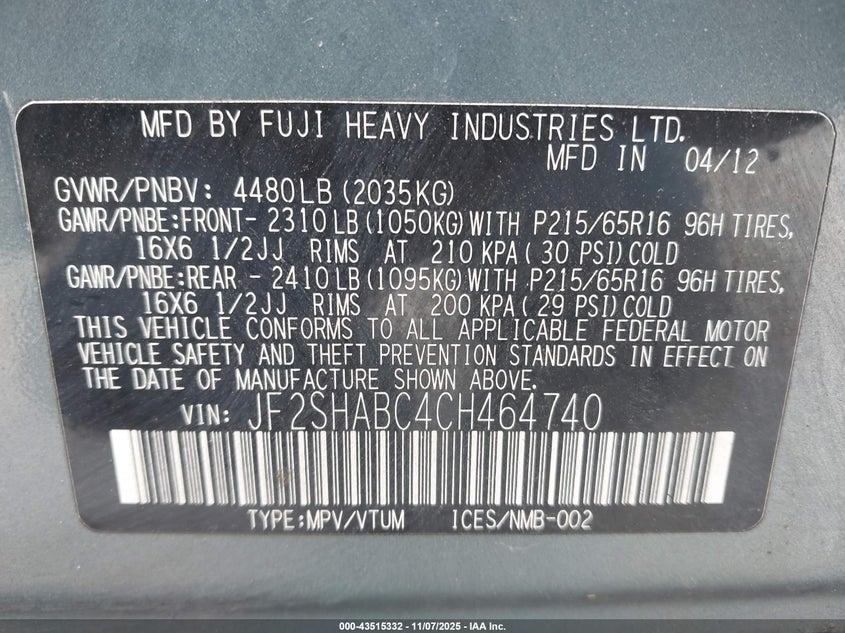 MFD BY FUJI HEAVY INDUSTRIES LTD.
MFD IN 04/12
GVWR/PNBV: 4480LB (2035KG)
GAWR/PNBE:FRONT- 2310 LB (1050KG) WITH P215/65R16 96H TIRES,
16X6 1/2JJ RIMS AT 210 KPA ( 30 PSI) COLD
GAWR/PNBE:REAR - 2410 LB (1095KG) WITH P215/65R16 96H TIRES,
16X6 1/2JJ RIMS AT 200 KPA ( 29 PSI) COLD
THIS VEHICLE CONFORMS TO ALL APPLICABLE FEDERAL MOTOR
VEHICLE SAFETY AND THEFT PREVENTION STANDARDS IN EFFECT ON
THE DATE OF MANUFACTURE SHOWN ABOVE.
VIN: JF2SHABC4CH464740
TYPE:MPV/VTUM ICES/NMB-002
000-43515332 - 11/07/2025 - IAA Inc.